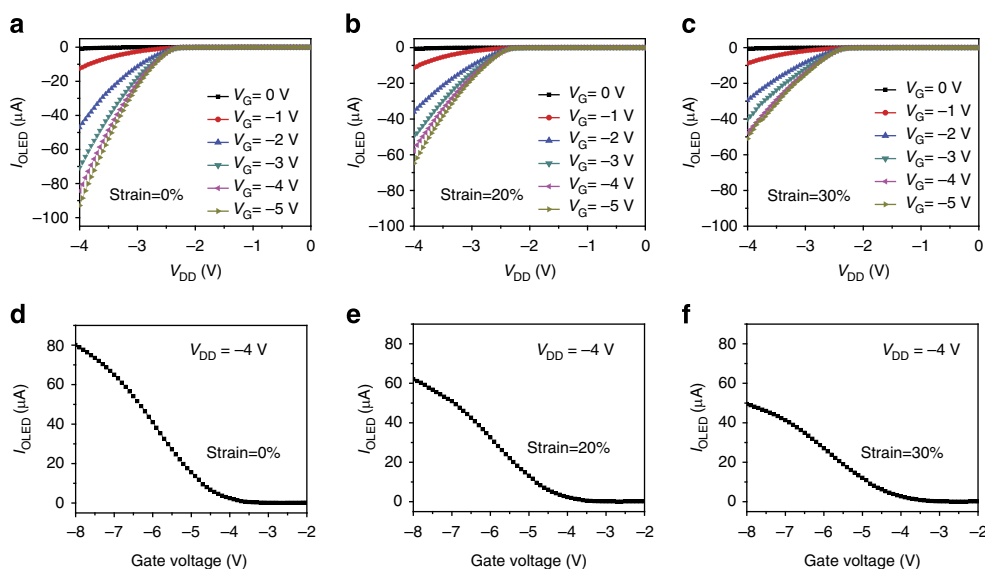 a
0
−20
−40
−60
−80
−100
I_OLED (μA)
V_G= 0 V
V_G= −1 V
V_G= −2 V
V_G= −3 V
V_G= −4 V
V_G= −5 V
Strain=0%
−4 −3 −2 −1 0
V_DD (V)
b
0
−20
−40
−60
−80
−100
I_OLED (μA)
V_G= 0 V
V_G= −1 V
V_G= −2 V
V_G= −3 V
V_G= −4 V
V_G= −5 V
Strain=20%
−4 −3 −2 −1 0
V_DD (V)
c
0
−20
−40
−60
−80
−100
I_OLED (μA)
V_G= 0 V
V_G= −1 V
V_G= −2 V
V_G= −3 V
V_G= −4 V
V_G= −5 V
Strain=30%
−4 −3 −2 −1 0
V_DD (V)
d
80
60
40
20
0
I_OLED (μA)
V_DD = −4 V
Strain=0%
−8 −7 −6 −5 −4 −3 −2
Gate voltage (V)
e
80
60
40
20
0
I_OLED (μA)
V_DD = −4 V
Strain=20%
−8 −7 −6 −5 −4 −3 −2
Gate voltage (V)
f
80
60
40
20
0
I_OLED (μA)
V_DD = −4 V
Strain=30%
−8 −7 −6 −5 −4 −3 −2
Gate voltage (V)